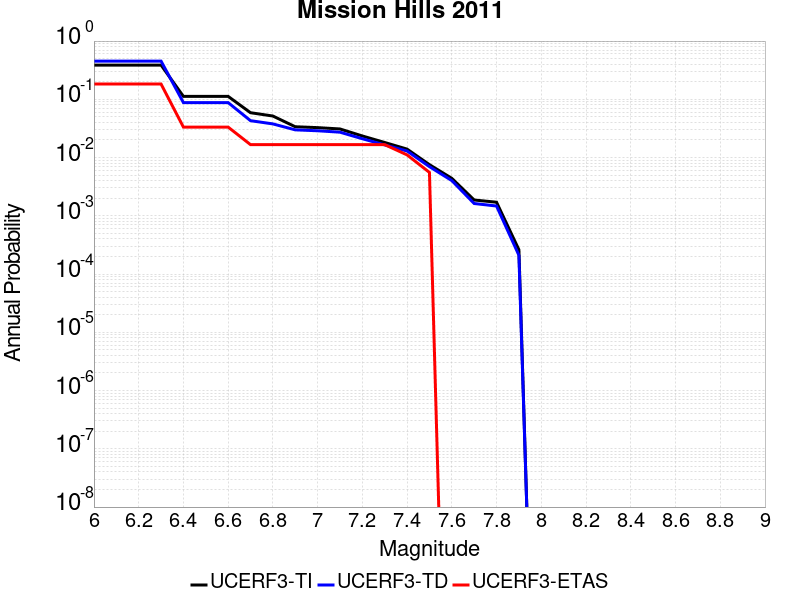 Mission Hills 2011
10^0
10^-1
10^-2
10^-3
10^-4
10^-5
10^-6
10^-7
10^-8
Annual Probability
6 6.2 6.4 6.6 6.8 7 7.2 7.4 7.6 7.8 8 8.2 8.4 8.6 8.8 9
Magnitude
UCERF3-TI UCERF3-TD UCERF3-ETAS